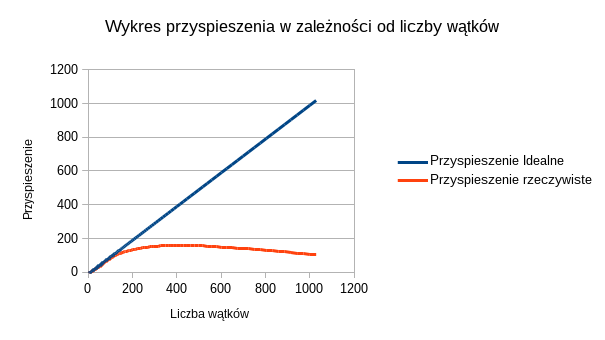 Wykres przyspieszenia w zależności od liczby wątków
1200
1000
800
600
400
200
0
Przyspieszenie
0 200 400 600 800 1000 1200
Liczba wątków
Przyspieszenie Idealne
Przyspieszenie rzeczywiste